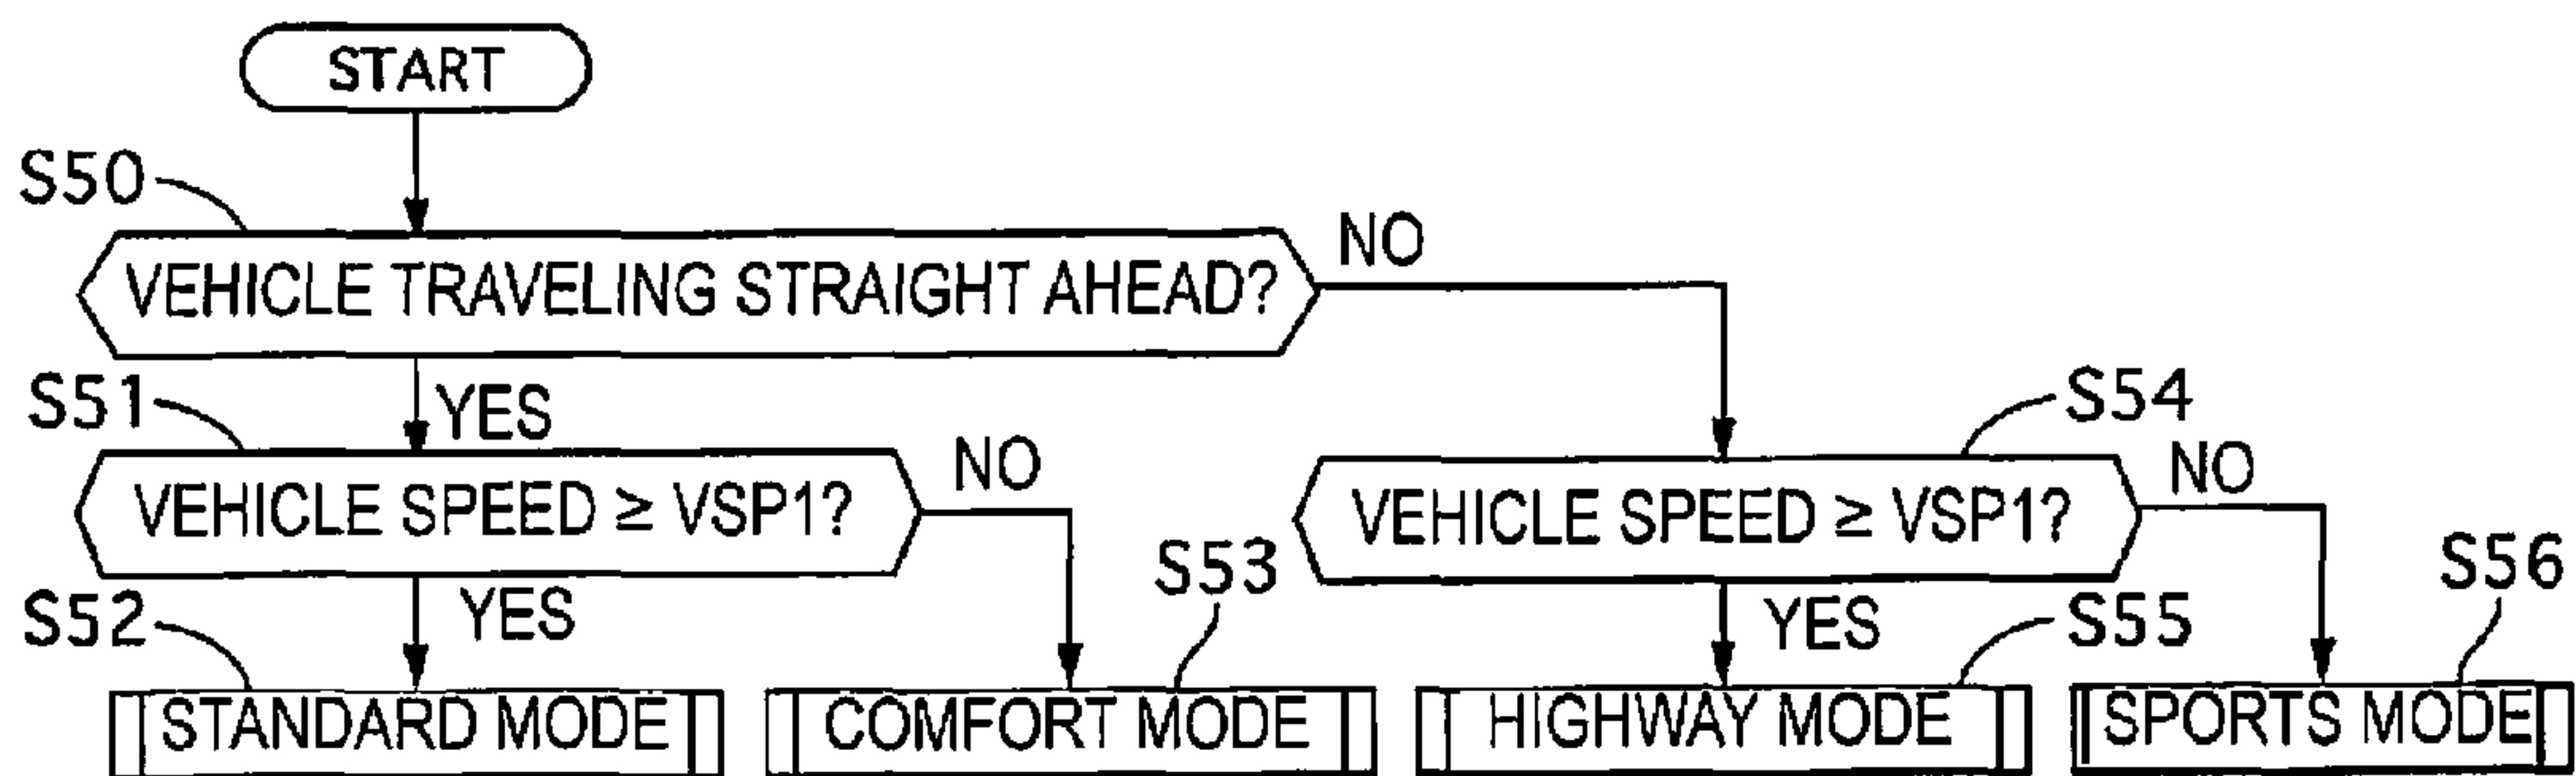 START
S50
VEHICLE TRAVELING STRAIGHT AHEAD?
NO
S51
YES
VEHICLE SPEED ≥ VSP1?
NO
S54
VEHICLE SPEED ≥ VSP1?
NO
S52
YES
S53
YES
S55
S56
STANDARD MODE
COMFORT MODE
HIGHWAY MODE
SPORTS MODE